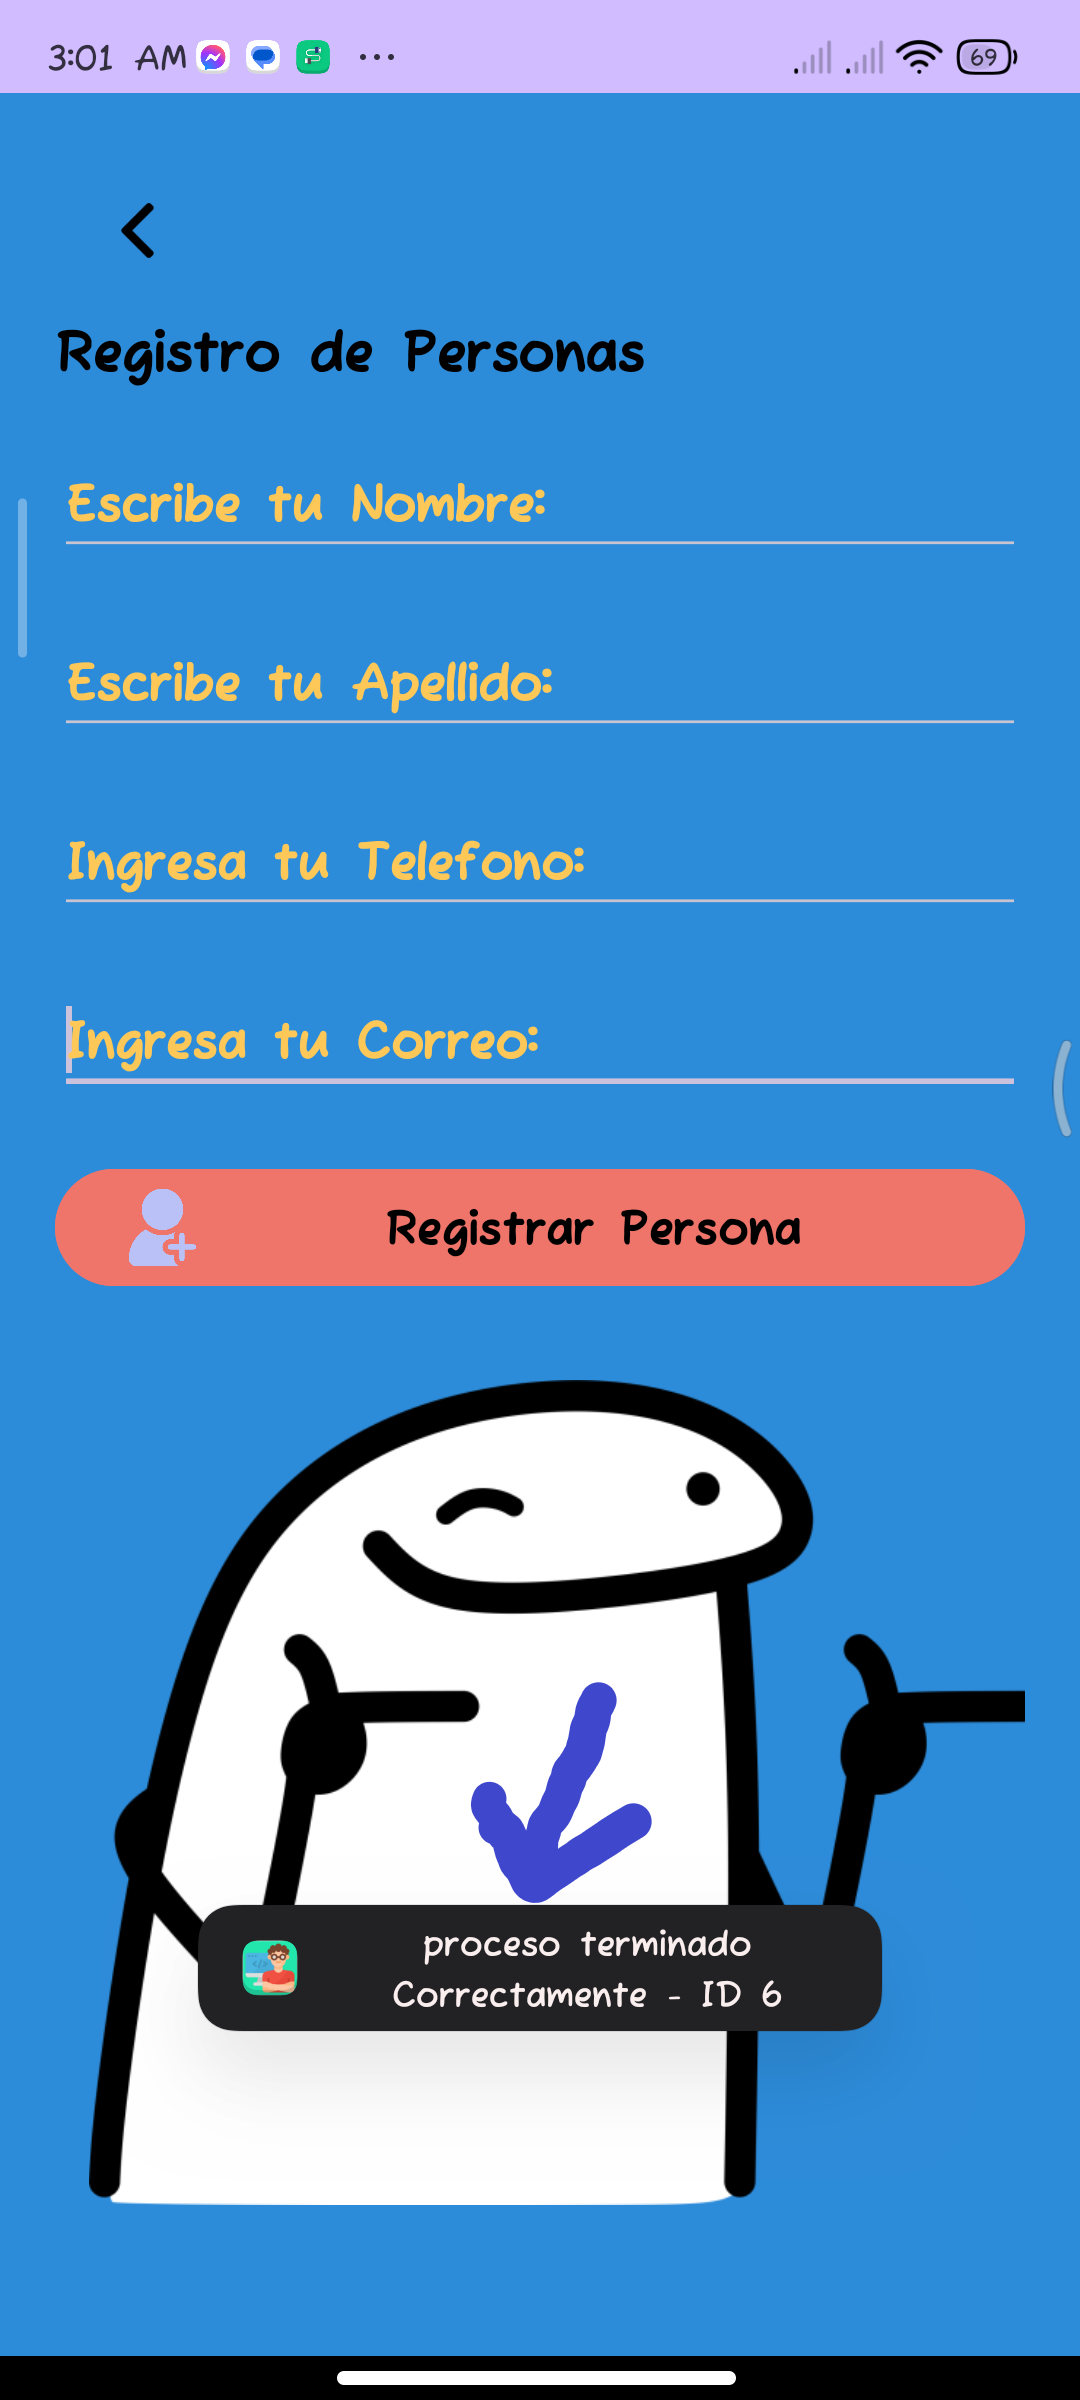 3:01 AM
69
Registro de Personas
Escribe tu Nombre:
Escribe tu Apellido:
Ingresa tu Telefono:
Ingresa tu Correo:
Registrar Persona
proceso terminado
Correctamente - ID 6